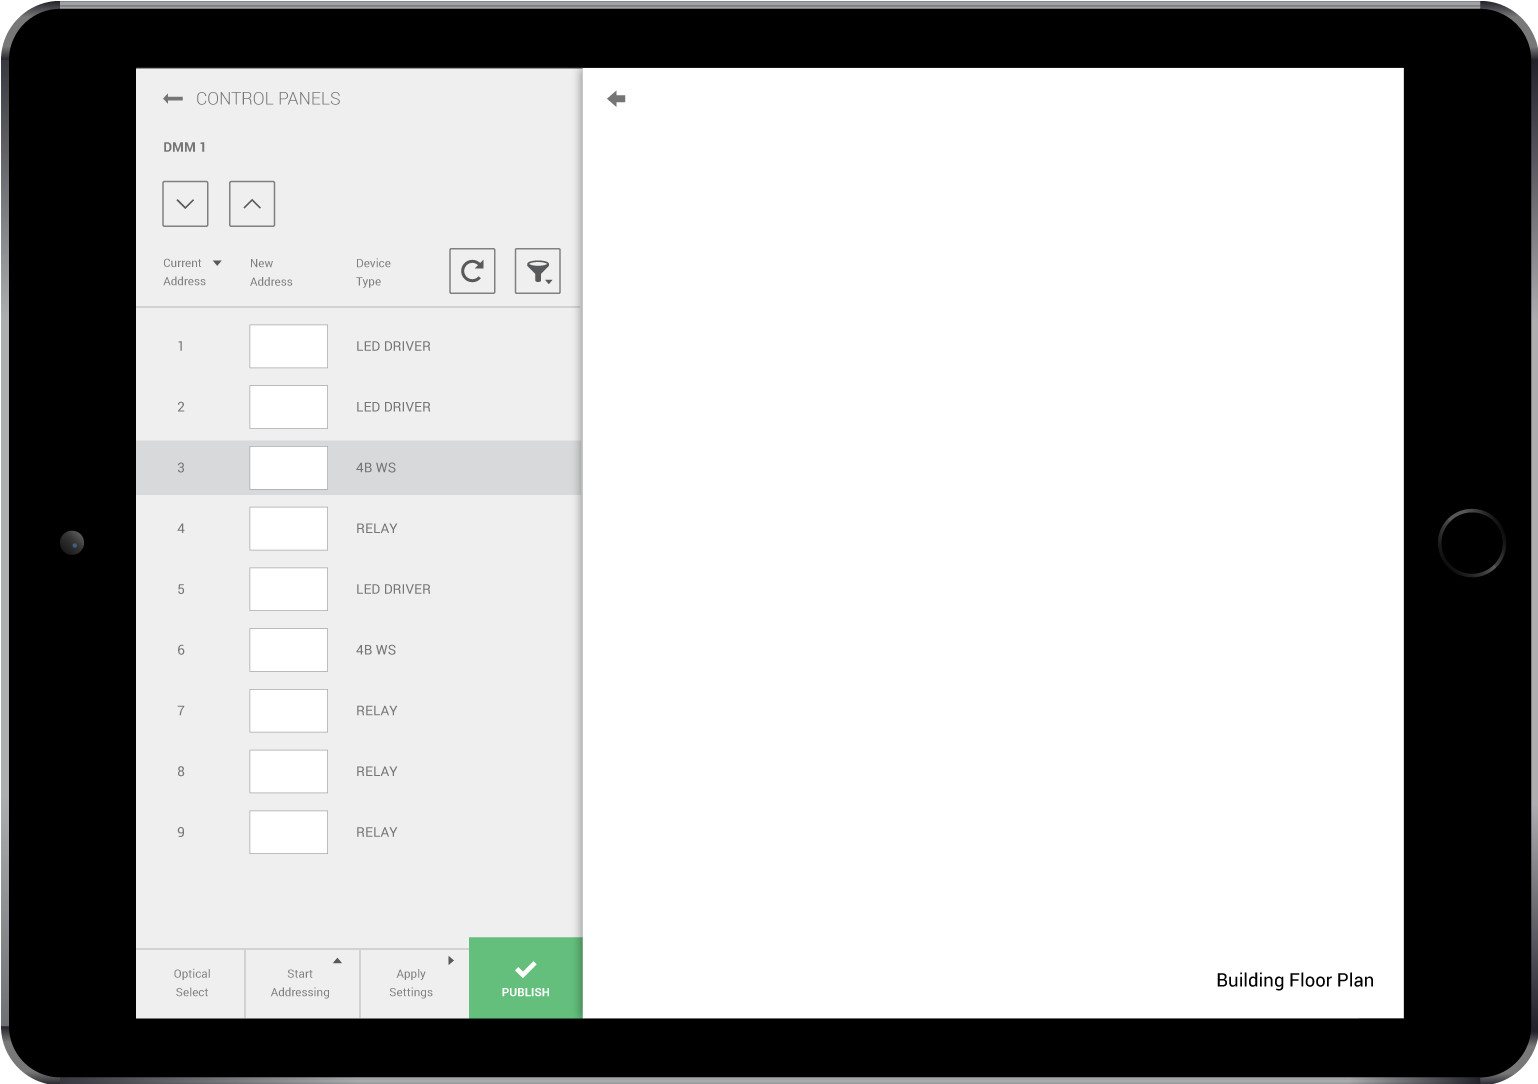 CONTROL PANELS
DMM 1
Current
Address
New
Address
Device
Type
1 LED DRIVER
2 LED DRIVER
3 4B WS
4 RELAY
5 LED DRIVER
6 4B WS
7 RELAY
8 RELAY
9 RELAY
Optical
Select
Start
Addressing
Apply
Settings
PUBLISH
Building Floor Plan